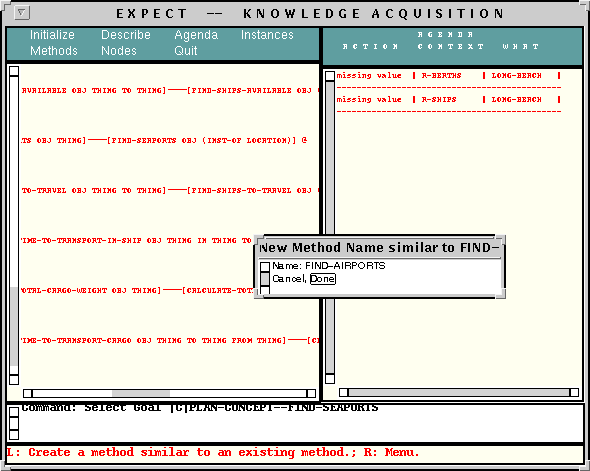 EXPECT -- KNOWLEDGE ACQUISITION
Initialize Describe Agenda Instances
Methods Nodes Quit
AGENDA
ACTION CONTEXT WHAT
AVAILABLE OBJ THING TO THING]----[FIND-SHIPS-AVAILABLE OBJ
TS OBJ THING]----[FIND-SEAPORTS OBJ (INST-OF LOCATION)] @
TO-TRAVEL OBJ THING TO THING]----[FIND-SHIPS-TO-TRAVEL OBJ
IME-TO-TRANSPORT-IN-SHIP OBJ THING IN THING TO
OTAL-CARGO-WEIGHT OBJ THING]----[CALCULATE-TOT
IME-TO-TRANSPORT-CARGO OBJ THING TO THING FROM THING]----[C
missing value | R-BERTHS | LONG-BEACH |
missing value | R-SHIPS | LONG-BEACH |
New Method Name similar to FIND-
Name: FIND-AIRPORTS
Cancel, Done
Command: Select Goal |C|PLAN-CONCEPT--FIND-SEAPORTS
L: Create a method similar to an existing method.; R: Menu.